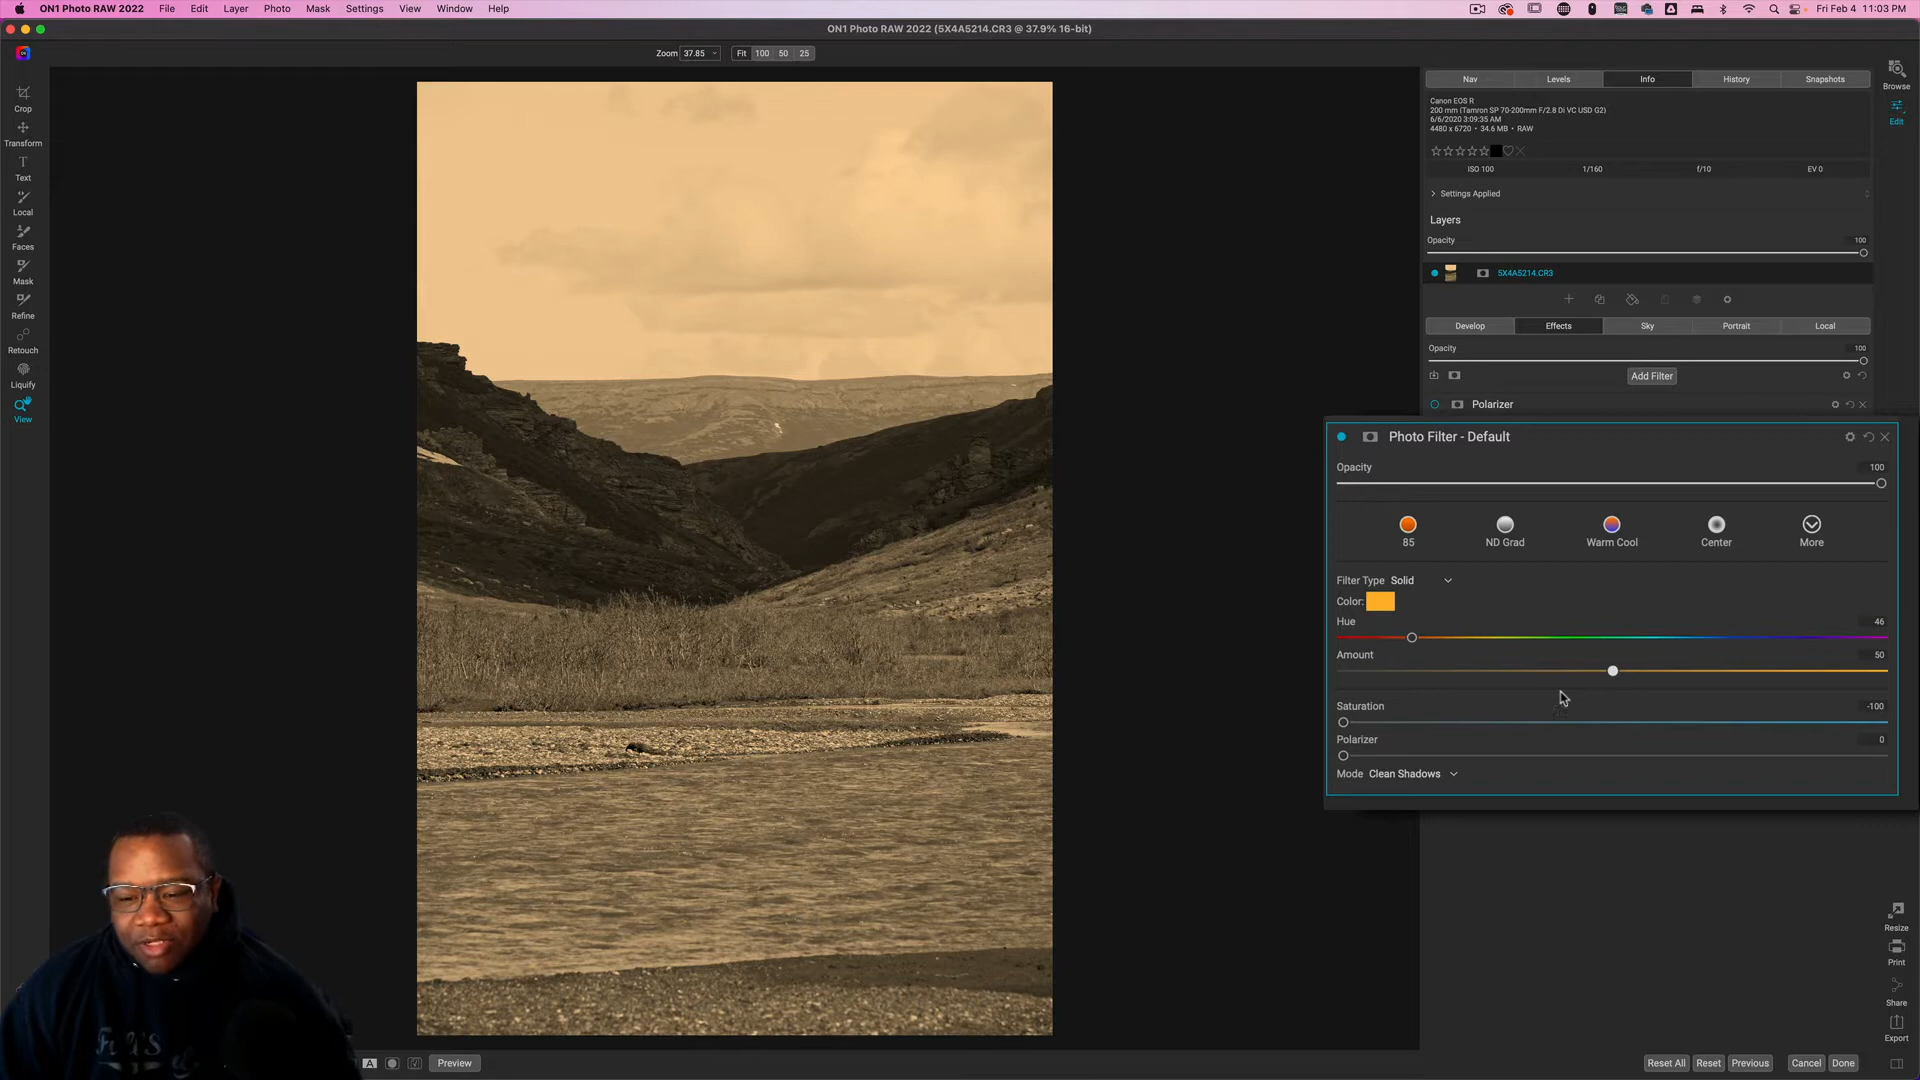 ON1 Photo RAW 2022 File Edit Layer Photo Mask Settings View Window Help Fri Feb 4 11:03 PM
ON1 Photo RAW 2022 (5X4A5214.CR3 @ 37.9% 16-bit)
Zoom 37.85 Fit 100 50 25
Crop
Transform
Text
Local
Faces
Mask
Refine
Retouch
Liquify
View
Nav Levels Info History Snapshots
Browse
Edit
Canon EOS R
200 mm (Tamron SP 70-200mm F/2.8 Di VC USD G2)
6/6/2020 3:09:35 AM
4480 x 6720 • 34.6 MB • RAW
ISO 100 1/160 f/10 EV 0
Settings Applied
Layers
Opacity 100
5X4A5214.CR3
Develop Effects Sky Portrait Local
Opacity 100
Add Filter
Polarizer
Photo Filter - Default
Opacity 100
85 ND Grad Warm Cool Center More
Filter Type Solid
Color:
Hue 46
Amount 50
Saturation -100
Polarizer 0
Mode Clean Shadows
Resize
Print
Share
Export
A Preview
Reset All Reset Previous Cancel Done